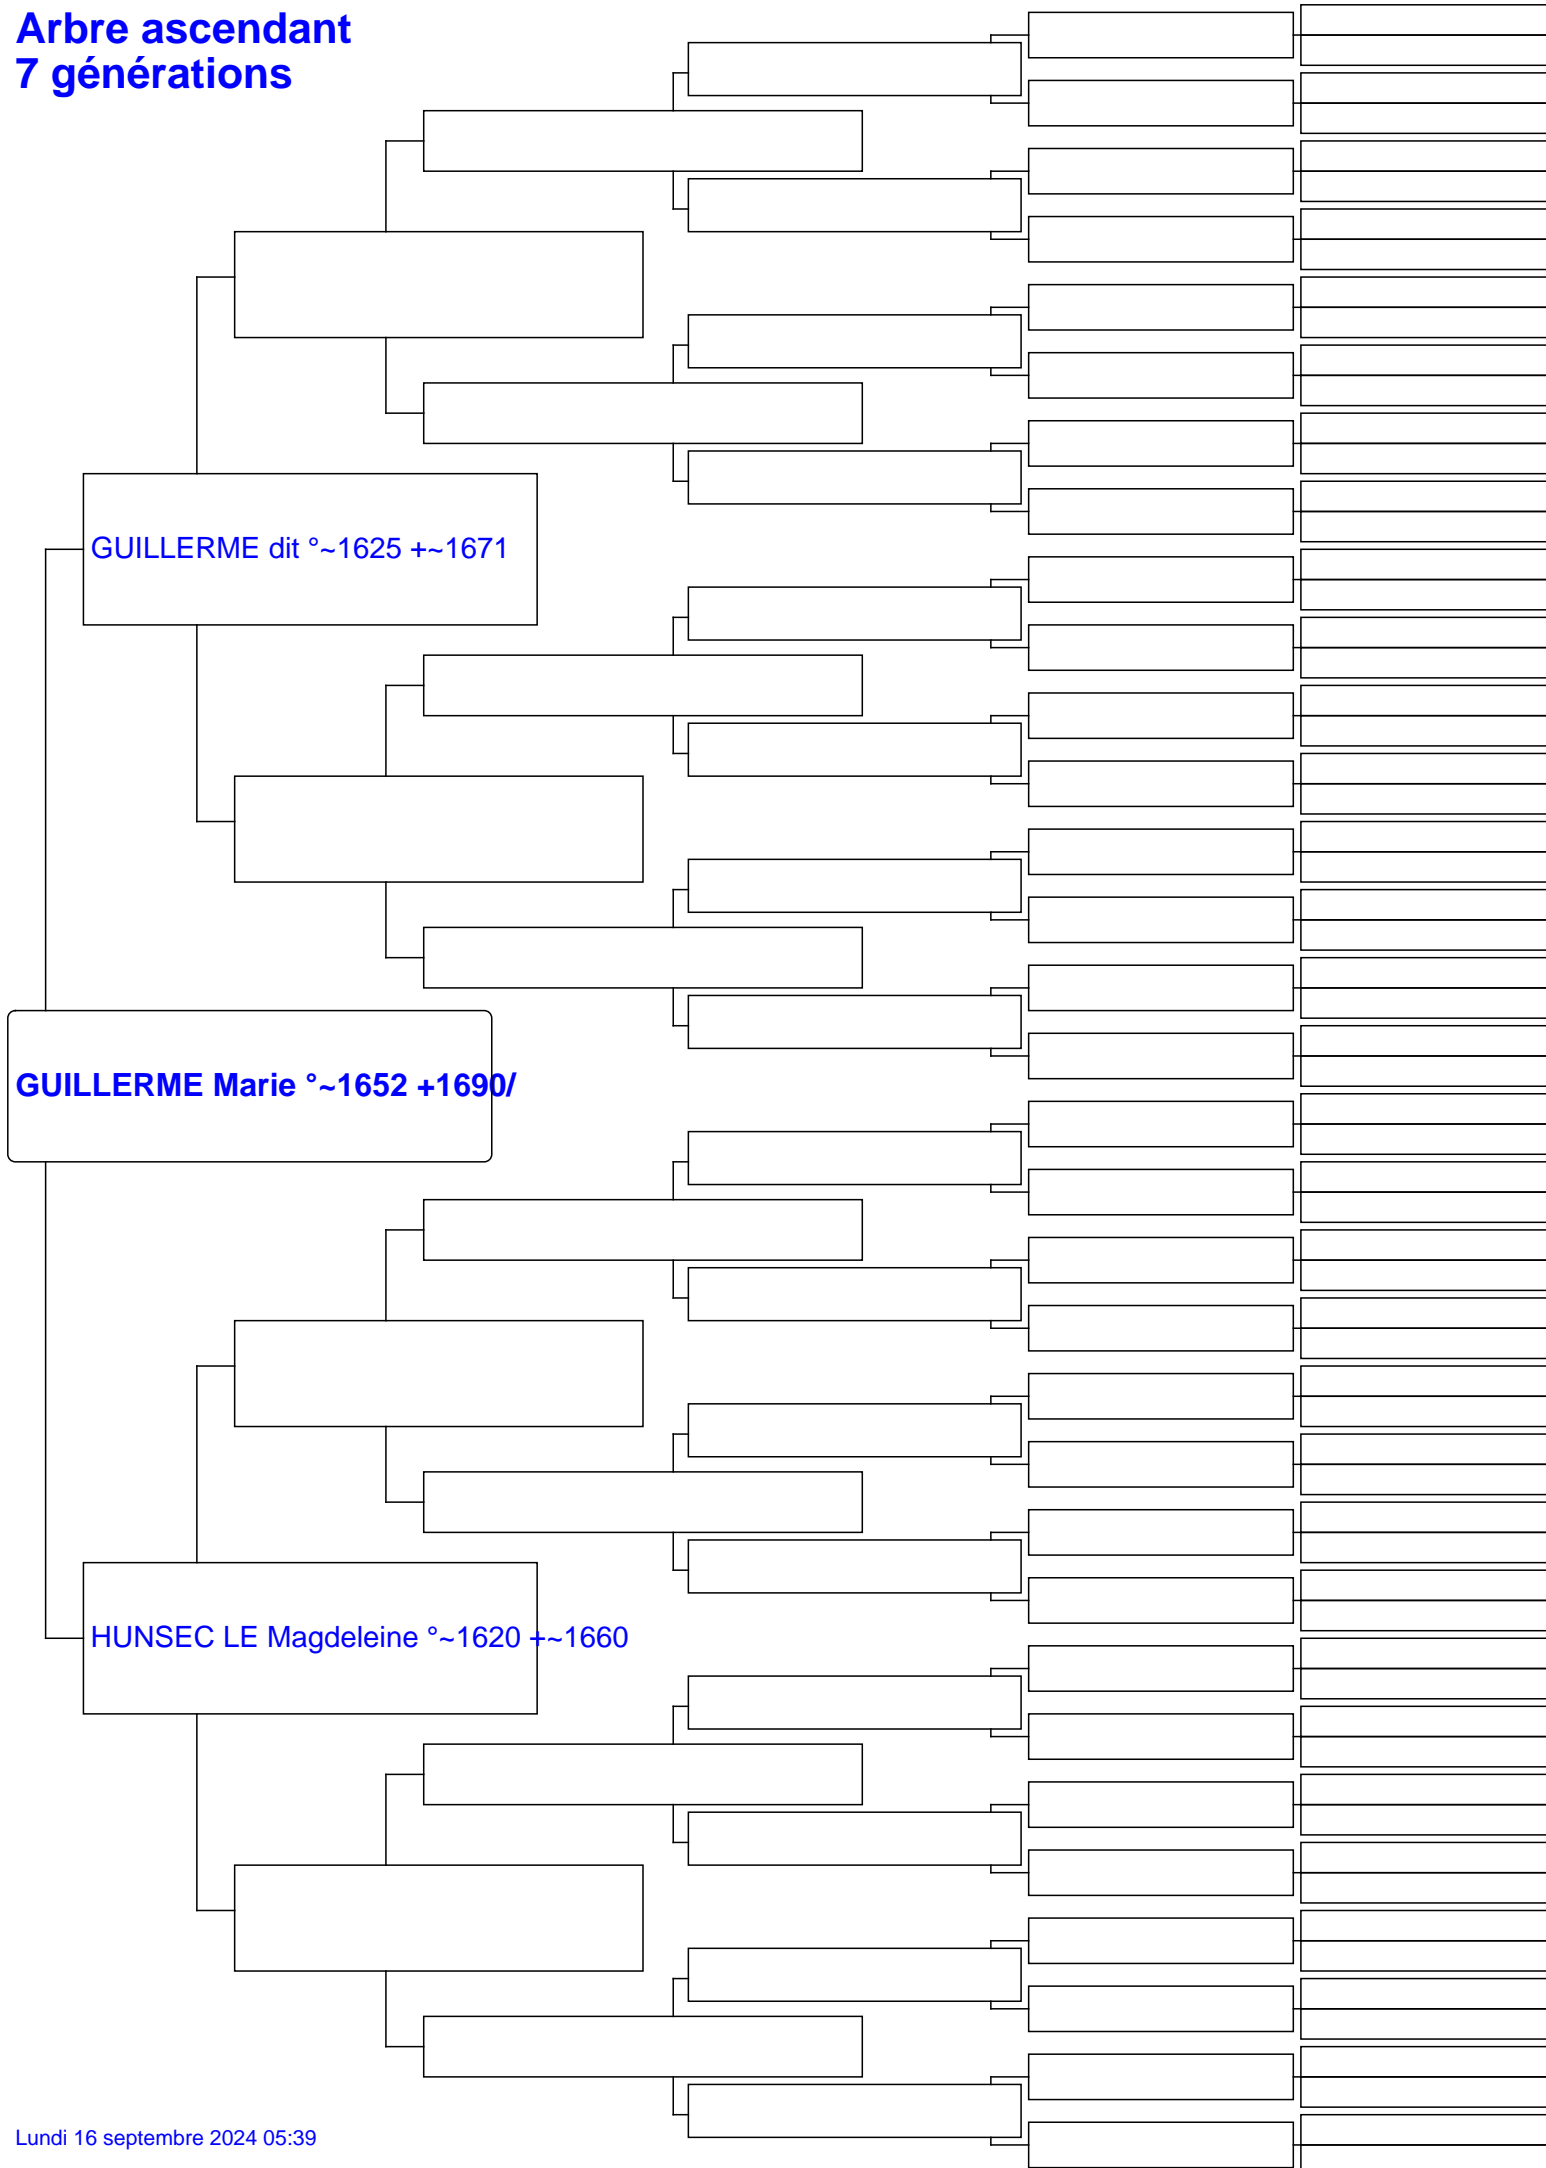 Arbre ascendant
7 générations
GUILLERME dit °~1625 +~1671
GUILLERME Marie °~1652 +1690/
HUNSEC LE Magdeleine °~1620 +~1660
Lundi 16 septembre 2024 05:39